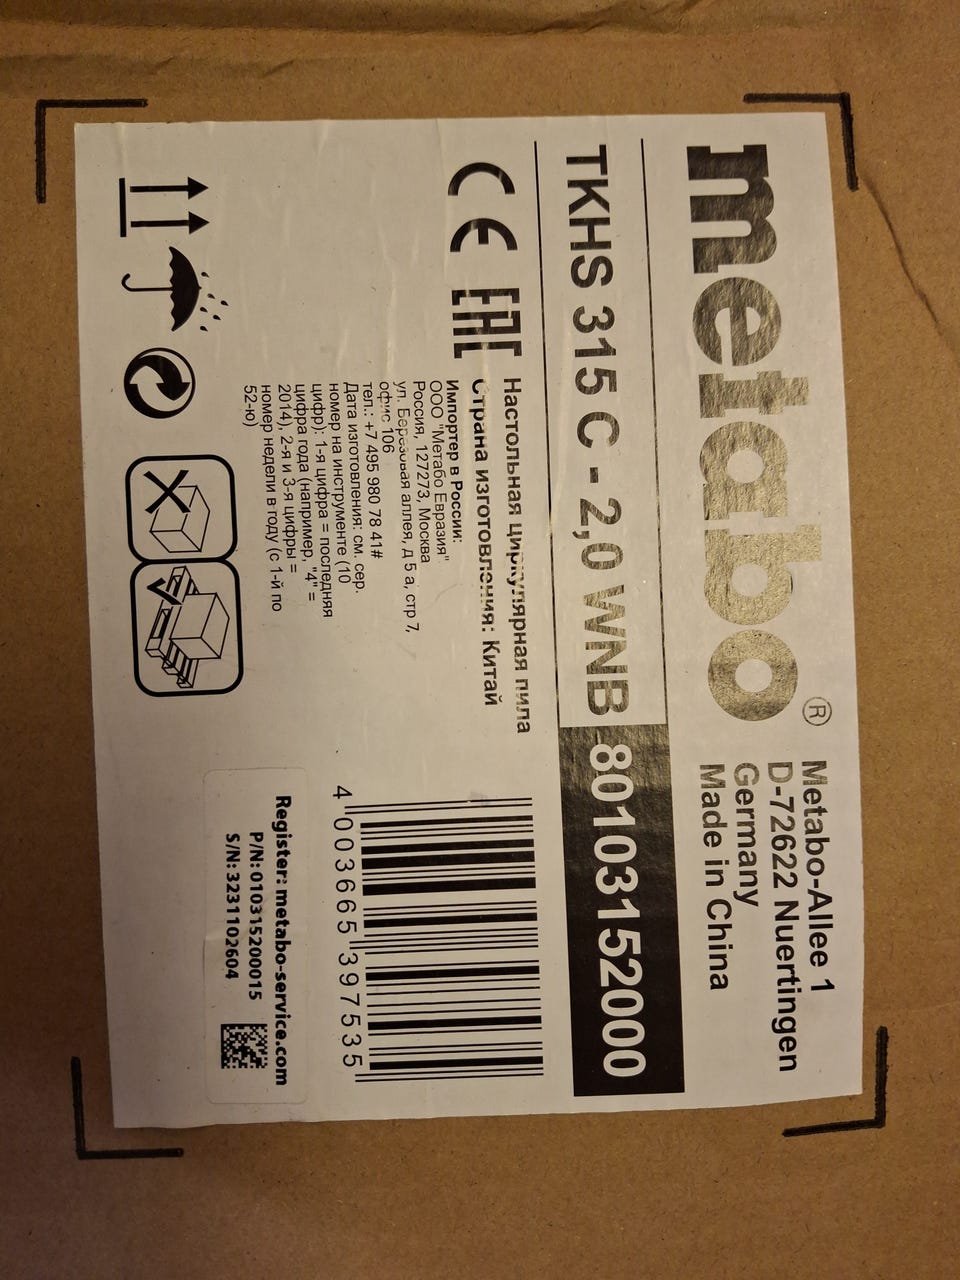 metabo®
Metabo-Allee 1
D-72622 Nuertingen
Germany
Made in China
TKHS 315 C - 2,0 WNB 80103152000
CE EAC
Настольная циркулярная пила
Страна изготовления: Китай
Импортер в России:
ООО "Метабо Евразия"
Россия, 127273, Москва
ул. Березовая аллея, д 5 а, стр 7,
офис 106
тел.: +7 495 980 78 41#
Дата изготовления: см. сер.
номер на инструменте (10
цифр): 1-я цифра = последняя
цифра года (например, "4" =
2014), 2-я и 3-я цифры =
номер недели в году (с 1-й по
52-ю)
4 003665 397535
Register: metabo-service.com
P/N: 010315200015
S/N: 3231102604